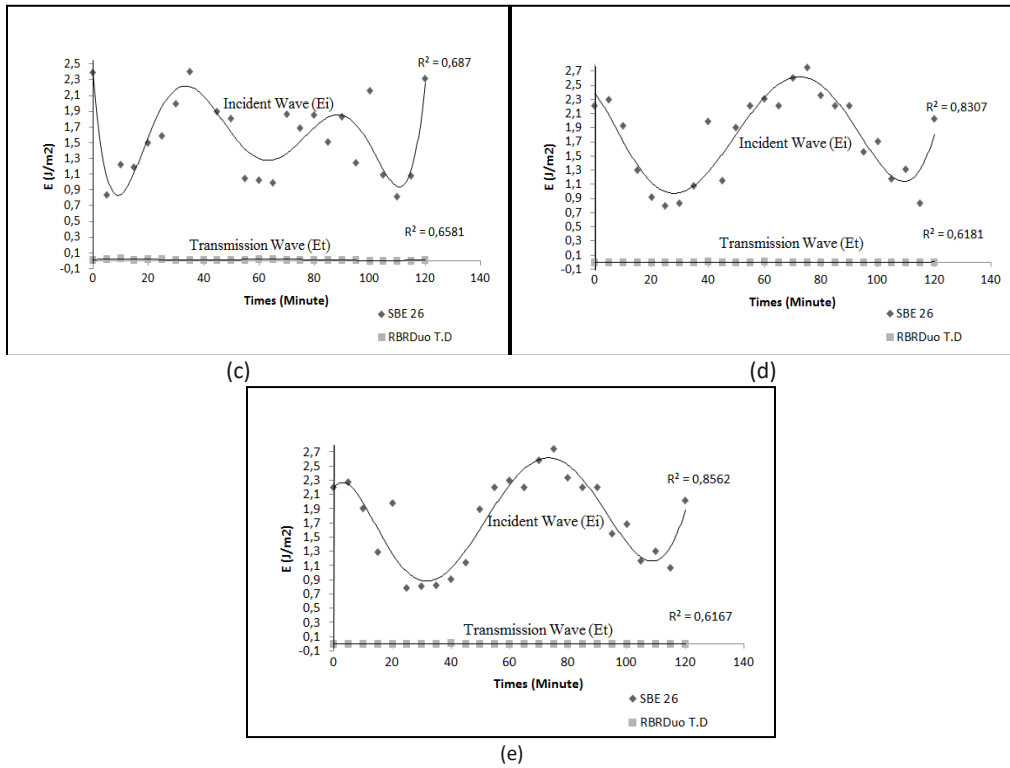 R² = 0,687
2,5
2,3
2,1
1,9
1,7
1,5
1,3
1,1
0,9
0,7
0,5
0,3
0,1
-0,1
E (J/m2)
Incident Wave (Ei)
R² = 0,6581
Transmission Wave (Et)
0 20 40 60 80 100 120 140
Times (Minute)
SBE 26
RBRDuo T.D
(c)
2,7
2,5
2,3
2,1
1,9
1,7
1,5
1,3
1,1
0,9
0,7
0,5
0,3
0,1
-0,1
E (J/m2)
R² = 0,8307
Incident Wave (Ei)
R² = 0,6181
Transmission Wave (Et)
0 20 40 60 80 100 120 140
Times (Minute)
SBE 26
RBRDuo T.D
(d)
2,7
2,5
2,3
2,1
1,9
1,7
1,5
1,3
1,1
0,9
0,7
0,5
0,3
0,1
-0,1
E (J/m2)
R² = 0,8562
Incident Wave (Ei)
R² = 0,6167
Transmission Wave (Et)
0 20 40 60 80 100 120 140
Times (Minute)
SBE 26
RBRDuo T.D
(e)